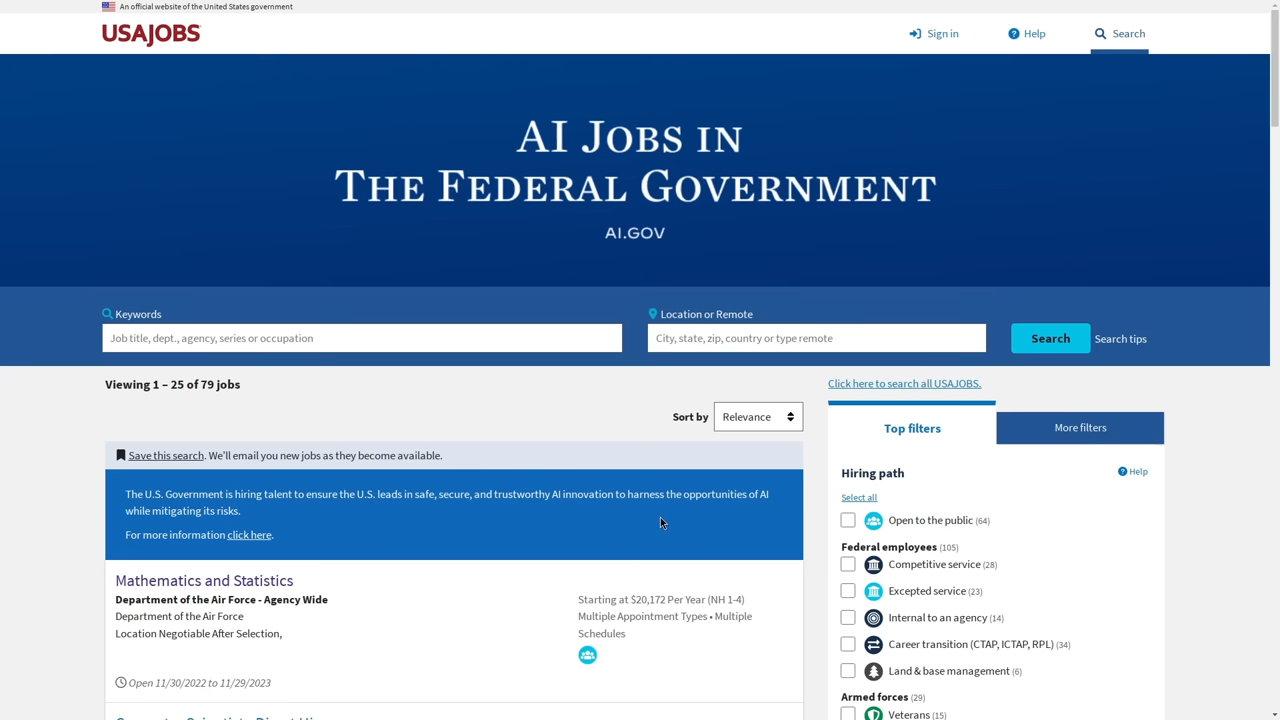 An official website of the United States government
USAJOBS
Sign in
Help
Search
AI JOBS IN
THE FEDERAL GOVERNMENT
AI.GOV
Keywords
Location or Remote
Job title, dept., agency, series or occupation
City, state, zip, country or type remote
Search
Search tips
Viewing 1 – 25 of 79 jobs
Click here to search all USAJOBS.
Sort by
Relevance
Top filters
More filters
Save this search. We’ll email you new jobs as they become available.
The U.S. Government is hiring talent to ensure the U.S. leads in safe, secure, and trustworthy AI innovation to harness the opportunities of AI
while mitigating its risks.
For more information click here.
Hiring path
Help
Select all
Open to the public (64)
Federal employees (105)
Competitive service (28)
Excepted service (23)
Internal to an agency (14)
Career transition (CTAP, ICTAP, RPL) (34)
Land & base management (6)
Armed forces (29)
Veterans (15)
Mathematics and Statistics
Department of the Air Force - Agency Wide
Department of the Air Force
Location Negotiable After Selection,
Starting at $20,172 Per Year (NH 1-4)
Multiple Appointment Types • Multiple
Schedules
Open 11/30/2022 to 11/29/2023